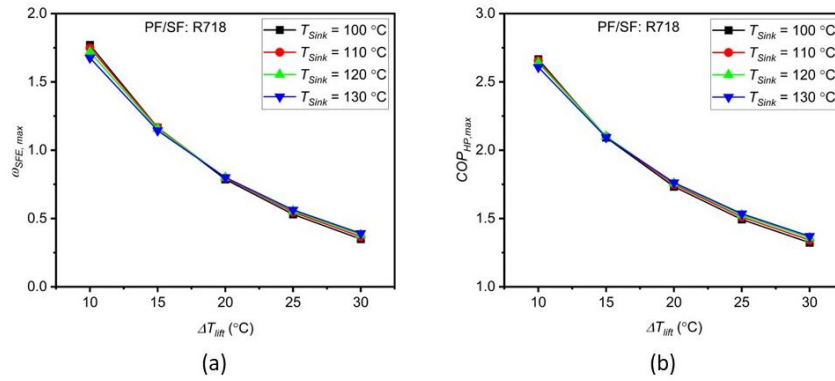 PF/SF: R718
T_Sink = 100 °C
T_Sink = 110 °C
T_Sink = 120 °C
T_Sink = 130 °C
2.0
1.5
1.0
0.5
0.0
ω_SFE, max
10 15 20 25 30
ΔT_lift (°C)
(a)
PF/SF: R718
T_Sink = 100 °C
T_Sink = 110 °C
T_Sink = 120 °C
T_Sink = 130 °C
3.0
2.5
2.0
1.5
1.0
COP_HP,max
10 15 20 25 30
ΔT_lift (°C)
(b)